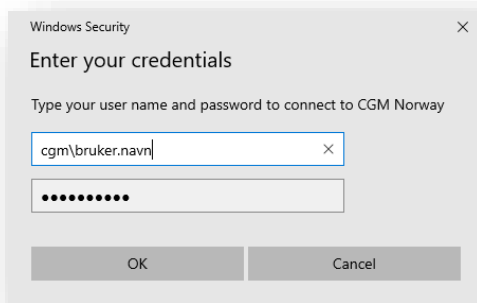 Windows Security
Enter your credentials
Type your user name and password to connect to CGM Norway
cgm\bruker.navn
●●●●●●●●●●
OK
Cancel